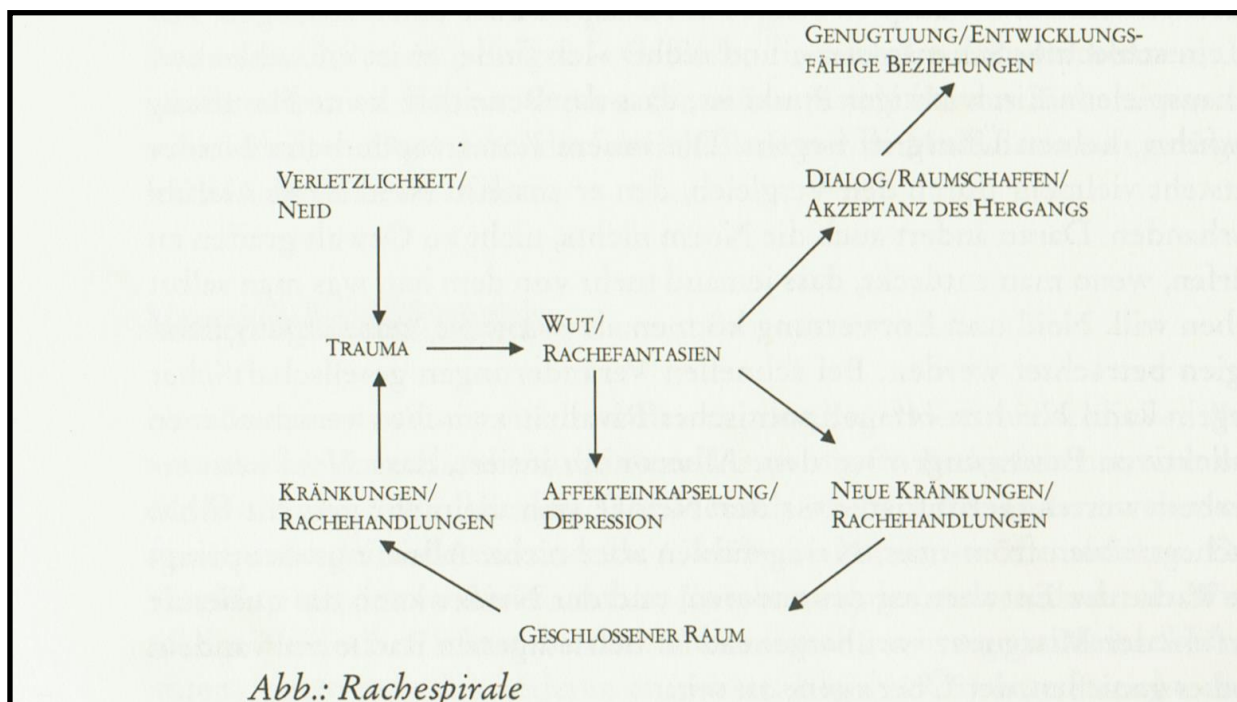 GENUGTUUNG/ENTWICKLUNGS-
FÄHIGE BEZIEHUNGEN
VERLETZLICHKEIT/
NEID
DIALOG/RAUMSCHAFFEN/
AKZEPTANZ DES HERGANGS
TRAUMA
WUT/
RACHEFANTASIEN
KRÄNKUNGEN/
RACHEHANDLUNGEN
AFFEKTEINKAPSELUNG/
DEPRESSION
NEUE KRÄNKUNGEN/
RACHEHANDLUNGEN
GESCHLOSSENER RAUM
Abb.: Rachespirale